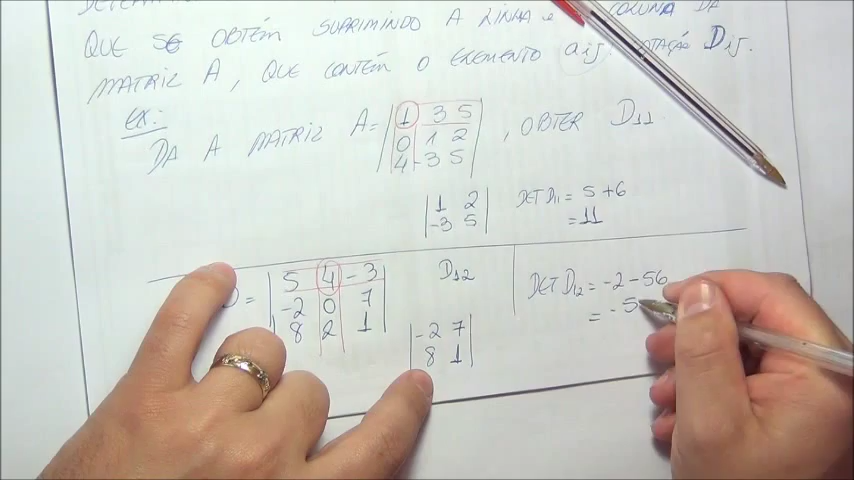 QUE SE OBTÉM SUPRIMINDO A LINHA E COLUNA DA
MATRIZ A, QUE CONTÉM O ELEMENTO aij. Dij.
EX:
DA A MATRIZ A= |1 3 5| , OBTER D11
|0 1 2|
|4 -3 5|
|1 2| DET D11 = 5+6
|-3 5| = 11
= |5 4 -3| D12 DET D12 = -2-56
|-2 0 7| = -5
|8 2 1|
|-2 7|
|8 1|